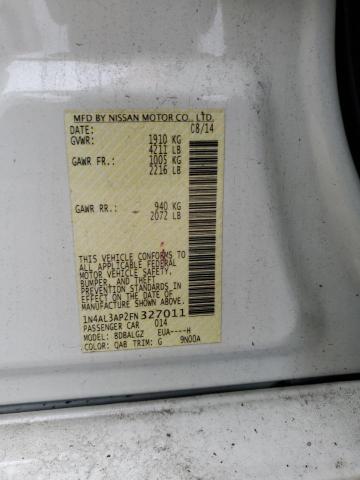 MFD BY NISSAN MOTOR CO., LTD.
DATE: 08/14
GVWR: 1910 KG
4211 LB
GAWR FR.: 1005 KG
2216 LB
GAWR RR.: 940 KG
2072 LB
THIS VEHICLE CONFORMS TO
ALL APPLICABLE FEDERAL
MOTOR VEHICLE SAFETY,
BUMPER, AND THEFT
PREVENTION STANDARDS
IN EFFECT ON THE DATE OF
MANUFACTURE SHOWN ABOVE.
1N4AL3AP2FN327011
PASSENGER CAR 014
MODEL: BDBALGZ EUA----H
COLOR: QAB TRIM: G 9N00A